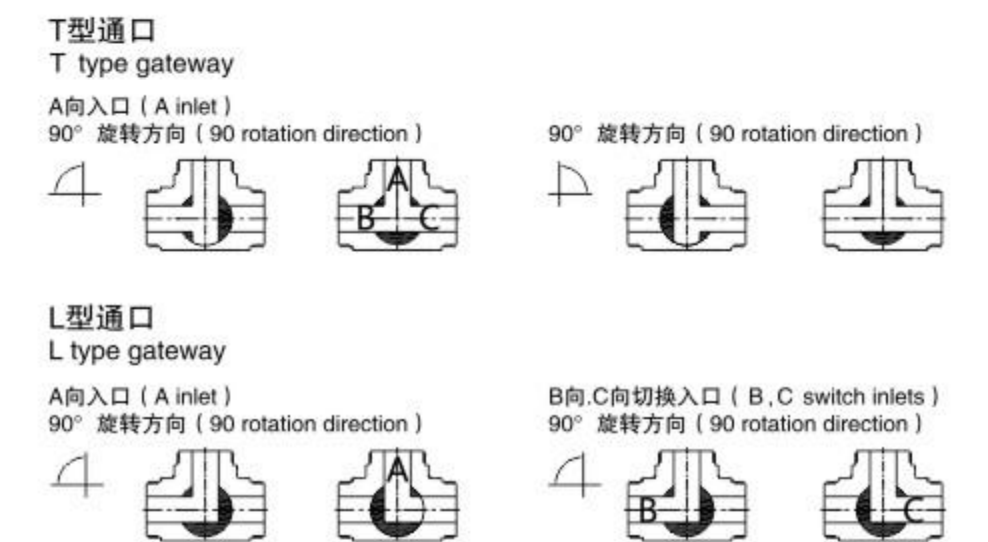 T型通口
T type gateway
A向入口 ( A inlet )
90° 旋转方向 ( 90 rotation direction )
90° 旋转方向 ( 90 rotation direction )
A
B
C
L型通口
L type gateway
A向入口 ( A inlet )
90° 旋转方向 ( 90 rotation direction )
B向.C向切换入口 ( B,C switch inlets )
90° 旋转方向 ( 90 rotation direction )
A
B
C